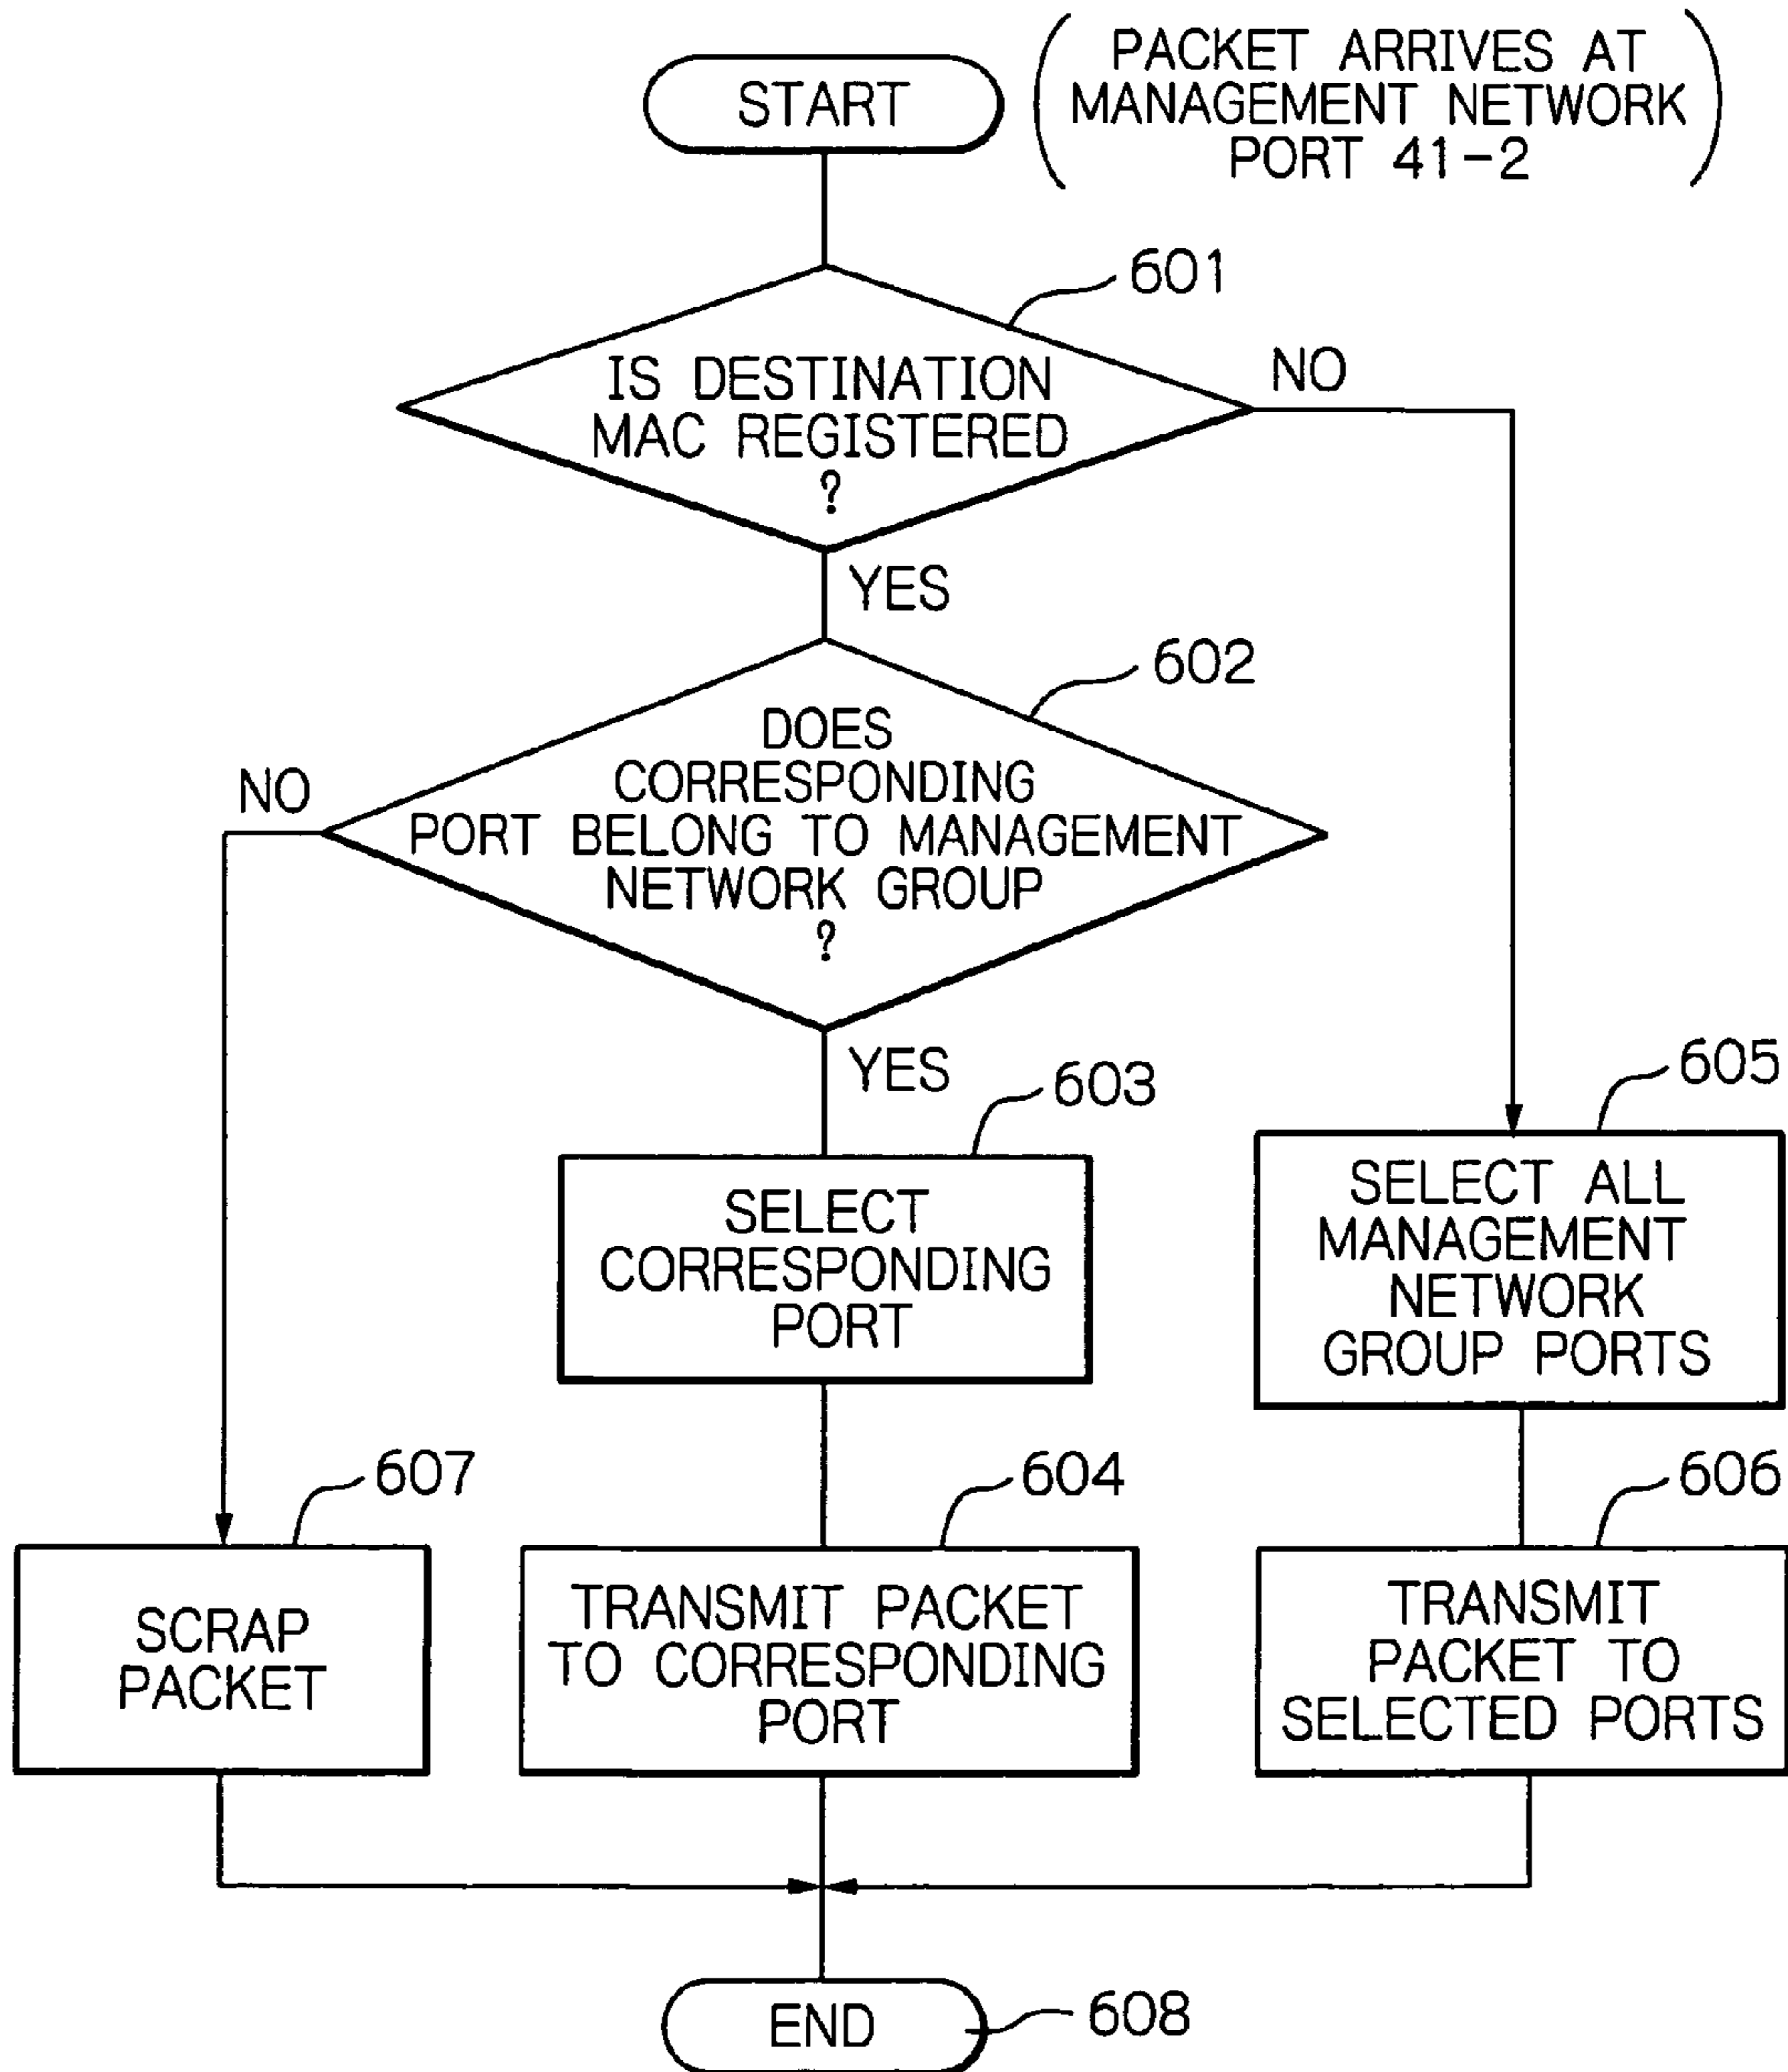 START
PACKET ARRIVES AT
MANAGEMENT NETWORK
PORT 41-2
601
IS DESTINATION
MAC REGISTERED
?
NO
YES
602
DOES
CORRESPONDING
PORT BELONG TO MANAGEMENT
NETWORK GROUP
?
NO
YES
603
SELECT
CORRESPONDING
PORT
605
SELECT ALL
MANAGEMENT
NETWORK
GROUP PORTS
607
SCRAP
PACKET
604
TRANSMIT PACKET
TO CORRESPONDING
PORT
606
TRANSMIT
PACKET TO
SELECTED PORTS
END
608